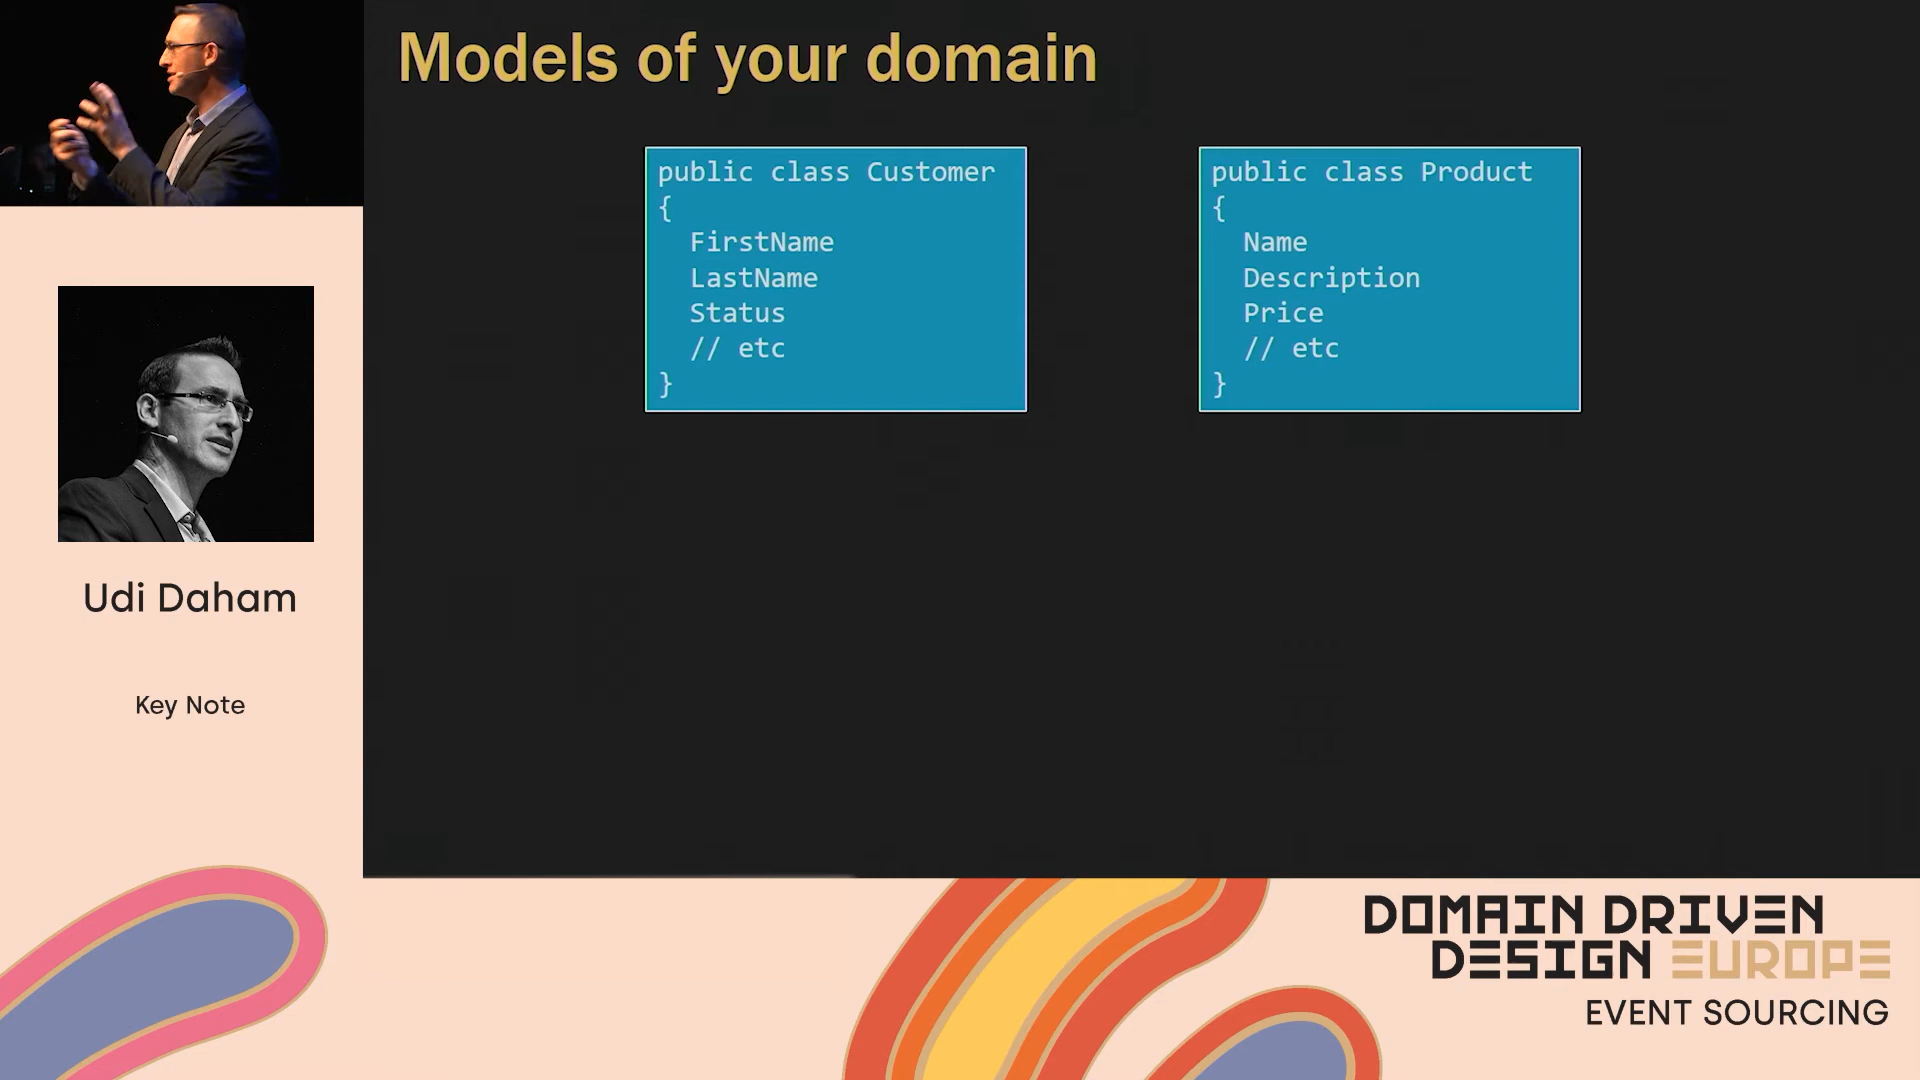 Models of your domain
public class Customer
{
FirstName
LastName
Status
// etc
}
public class Product
{
Name
Description
Price
// etc
}
Udi Daham
Key Note
DOMAIN DRIVEN
DESIGN EUROPE
EVENT SOURCING